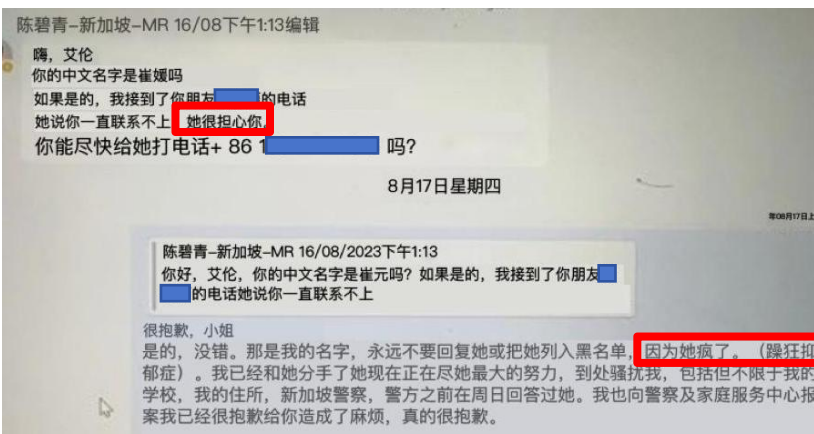 陈碧青–新加坡–MR 16/08下午1:13编辑
嗨，艾伦
你的中文名字是崔媛吗
如果是的，我接到了你朋友 的电话
她说你一直联系不上 她很担心你
你能尽快给她打电话+ 86 1 吗?
8月17日星期四
年08月17日上
陈碧青–新加坡–MR 16/08/2023下午1:13
你好，艾伦，你的中文名字是崔元吗？如果是的，我接到了你朋友
的电话她说你一直联系不上
很抱歉，小姐
是的，没错。那是我的名字，永远不要回复她或把她列入黑名单，因为她疯了。（躁狂抑
郁症）。我已经和她分手了她现在正在尽她最大的努力，到处骚扰我，包括但不限于我的
学校，我的住所，新加坡警察，警方之前在周日回答过她。我也向警察及家庭服务中心报
案我已经很抱歉给你造成了麻烦，真的很抱歉。